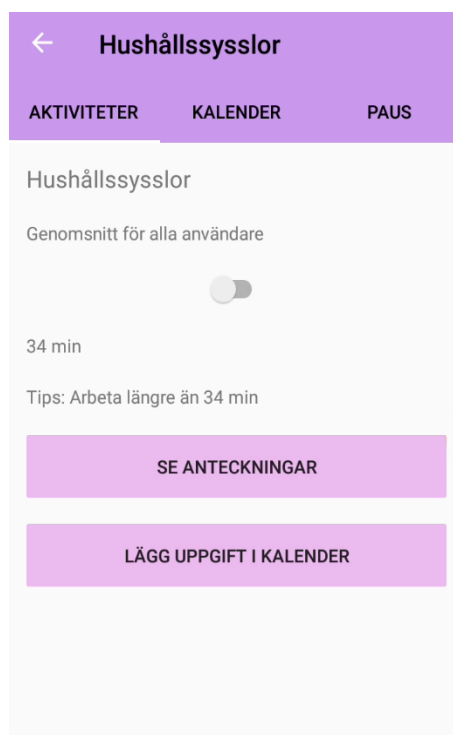 Hushållssysslor
AKTIVITETER KALENDER PAUS
Hushållssysslor
Genomsnitt för alla användare
34 min
Tips: Arbeta längre än 34 min
SE ANTECKNINGAR
LÄGG UPPGIFT I KALENDER